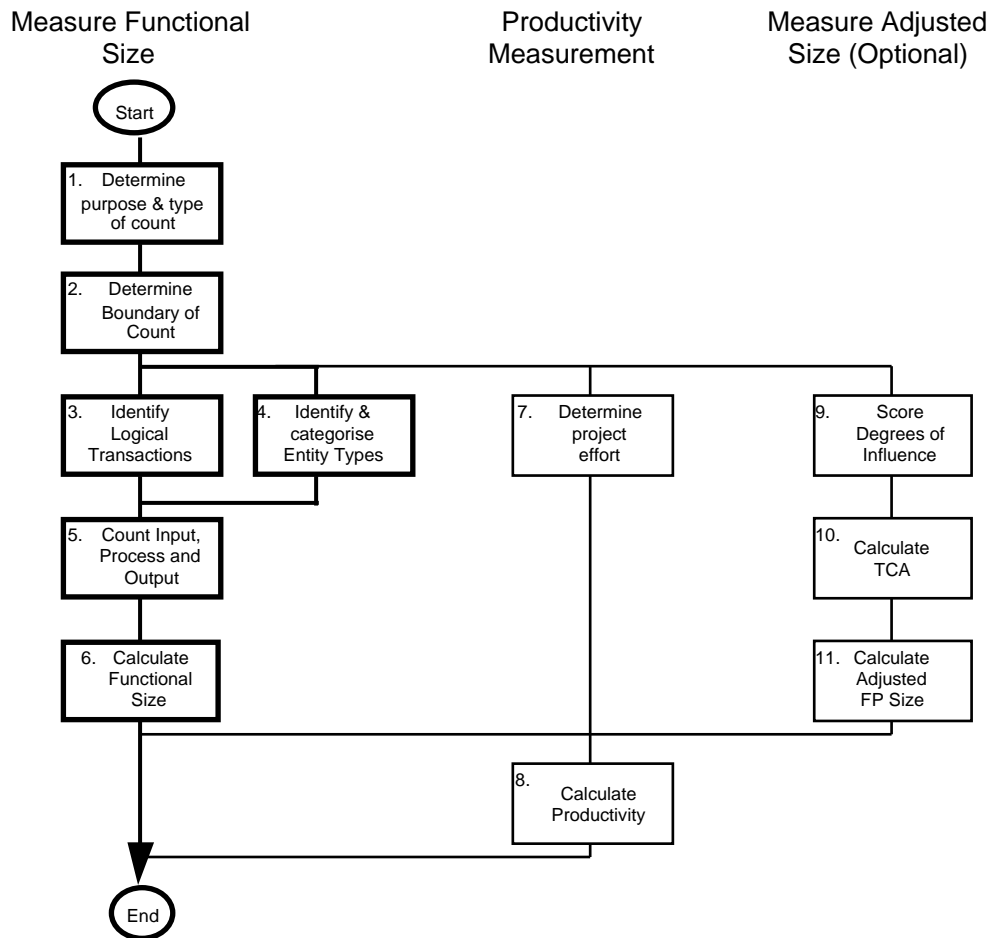 Measure Functional
Size
Productivity
Measurement
Measure Adjusted
Size (Optional)
Start
1. Determine
purpose & type
of count
2. Determine
Boundary of
Count
3. Identify
Logical
Transactions
4. Identify &
categorise
Entity Types
7. Determine
project
effort
9. Score
Degrees of
Influence
5. Count Input,
Process and
Output
10.
Calculate
TCA
6. Calculate
Functional
Size
11. Calculate
Adjusted
FP Size
8.
Calculate
Productivity
End